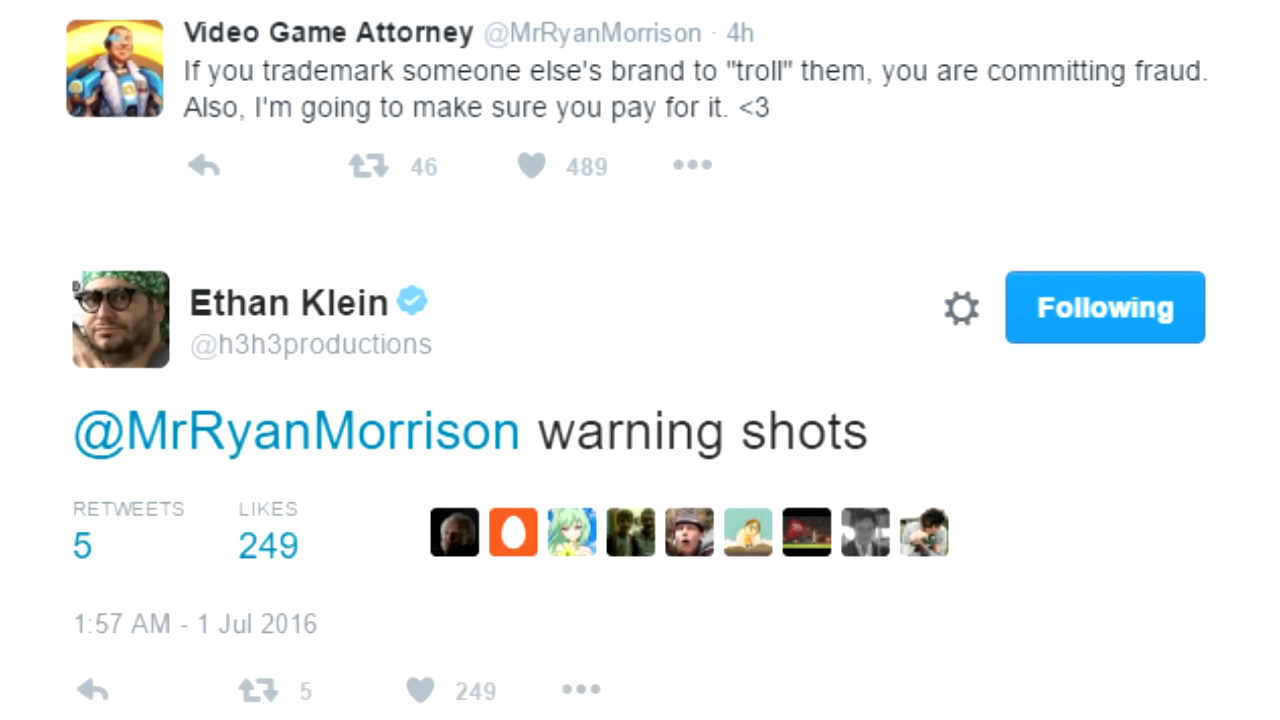 Video Game Attorney @MrRyanMorrison · 4h
If you trademark someone else's brand to "troll" them, you are committing fraud.
Also, I'm going to make sure you pay for it. <3
46 489
Ethan Klein
Following
@h3h3productions
@MrRyanMorrison warning shots
RETWEETS LIKES
5 249
1:57 AM - 1 Jul 2016
5 249